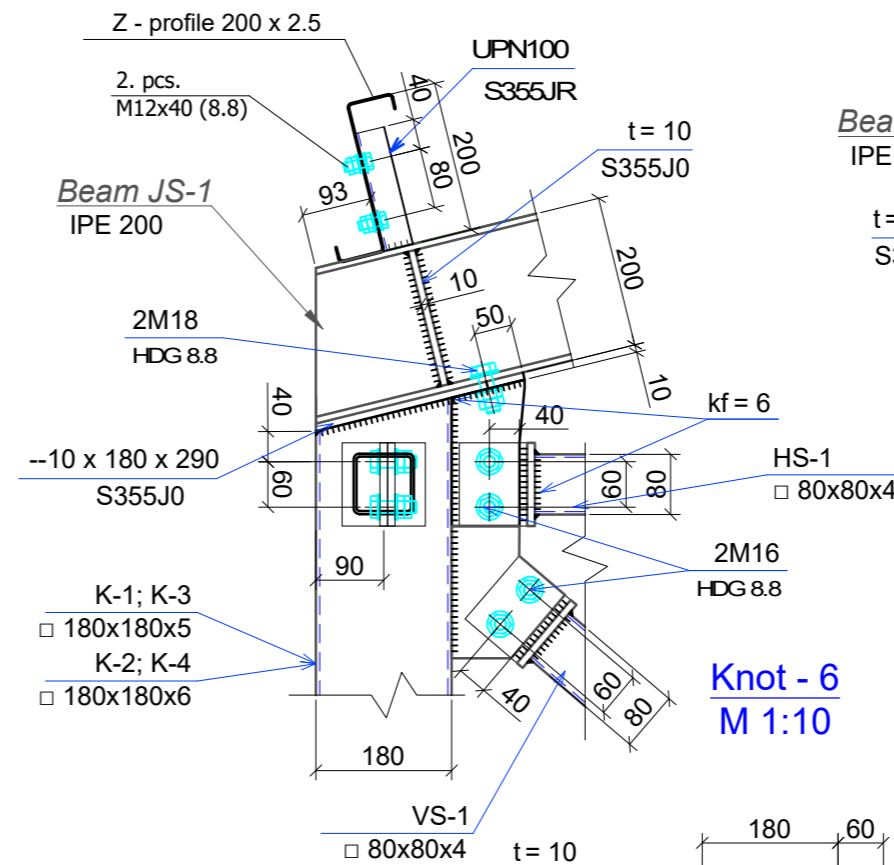 Z - profile 200 x 2.5
2. pcs.
M12x40 (8.8)
UPN100
S355JR
t = 10
S355J0
Beam JS-1
IPE 200
93
40
80
200
10
200
10
50
2M18
HDG 8.8
40
60
40
kf = 6
--10 x 180 x 290
S355J0
60
80
HS-1
□ 80x80x4
90
2M16
HDG 8.8
K-1; K-3
□ 180x180x5
K-2; K-4
□ 180x180x6
40
60
80
Knot - 6
M 1:10
180
VS-1
□ 80x80x4
t = 10
180
60
IPE
t =